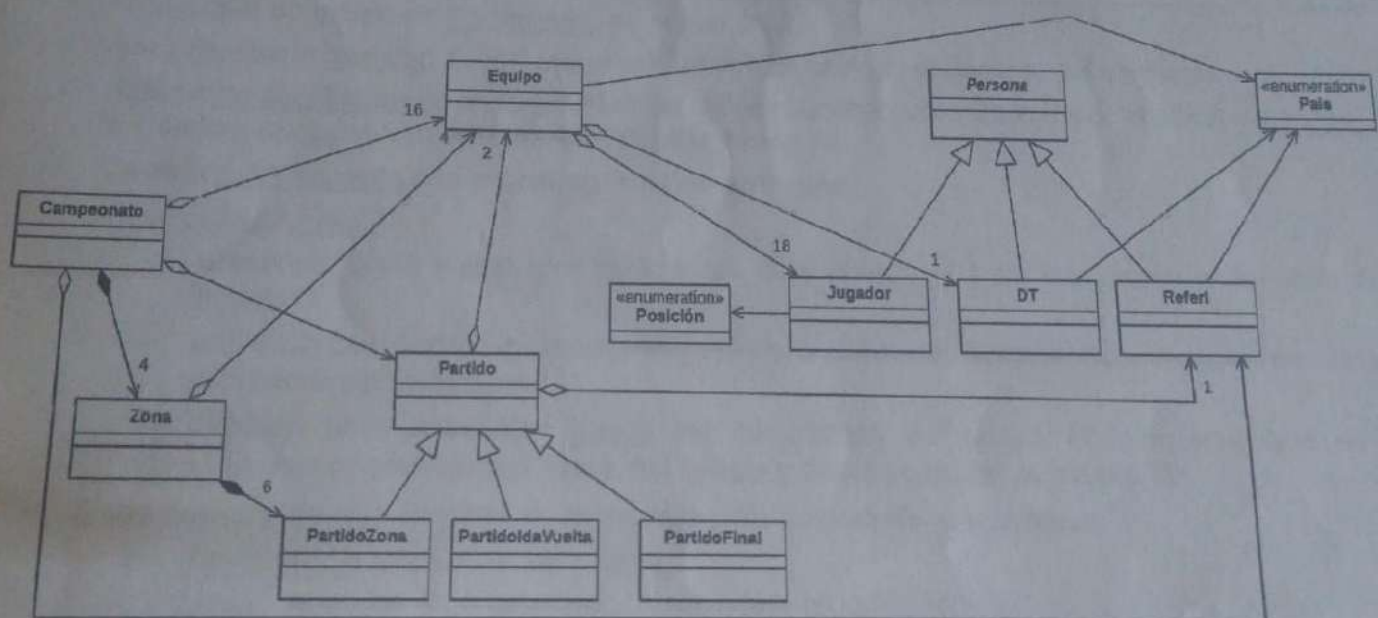 Equipo
Persona
«enumeration»
País
16
2
Campeonato
18
1
«enumeration»
Posición
Jugador
DT
Referi
Partido
4
1
Zona
6
PartidoZona
PartidoIdaVuelta
PartidoFinal